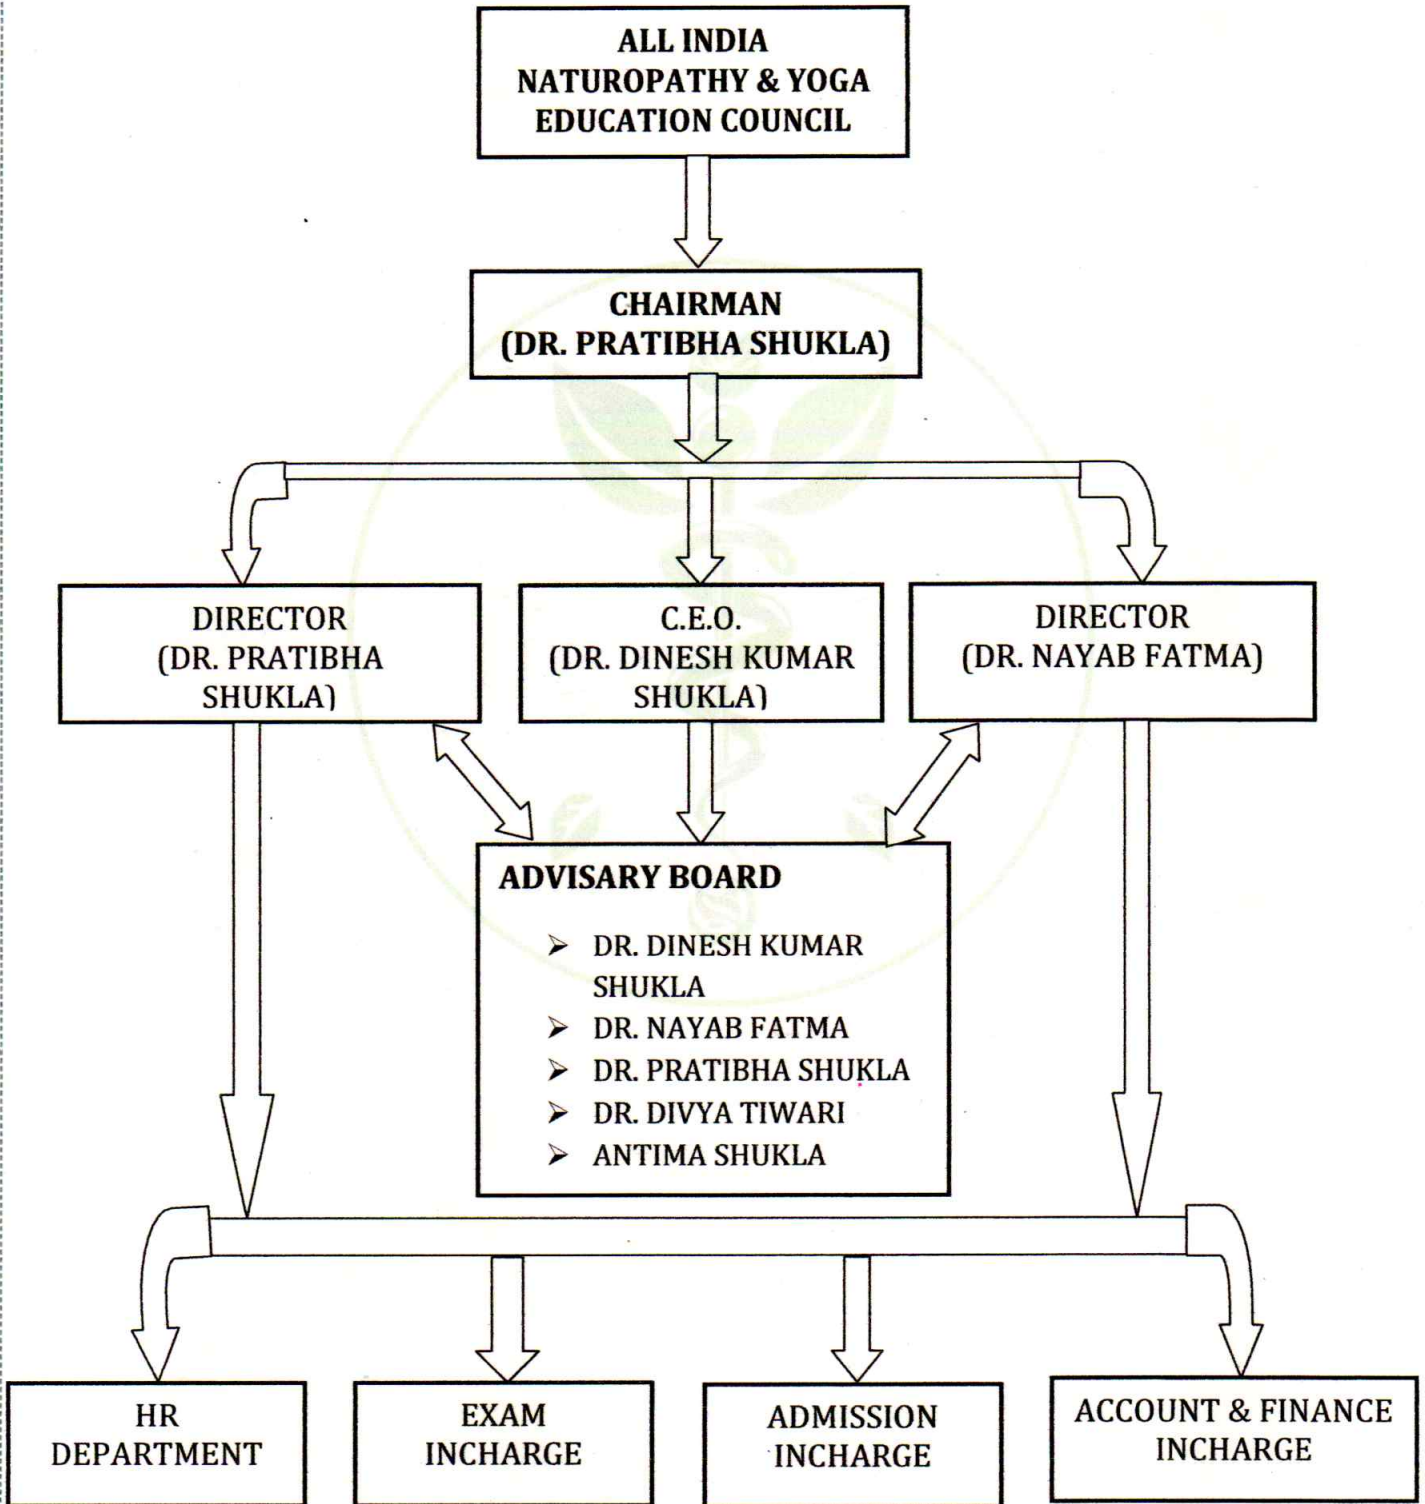 ALL INDIA
NATUROPATHY & YOGA
EDUCATION COUNCIL
CHAIRMAN
(DR. PRATIBHA SHUKLA)
DIRECTOR
(DR. PRATIBHA
SHUKLA)
C.E.O.
(DR. DINESH KUMAR
SHUKLA)
DIRECTOR
(DR. NAYAB FATMA)
ADVISARY BOARD
➢ DR. DINESH KUMAR
SHUKLA
➢ DR. NAYAB FATMA
➢ DR. PRATIBHA SHUKLA
➢ DR. DIVYA TIWARI
➢ ANTIMA SHUKLA
HR
DEPARTMENT
EXAM
INCHARGE
ADMISSION
INCHARGE
ACCOUNT & FINANCE
INCHARGE